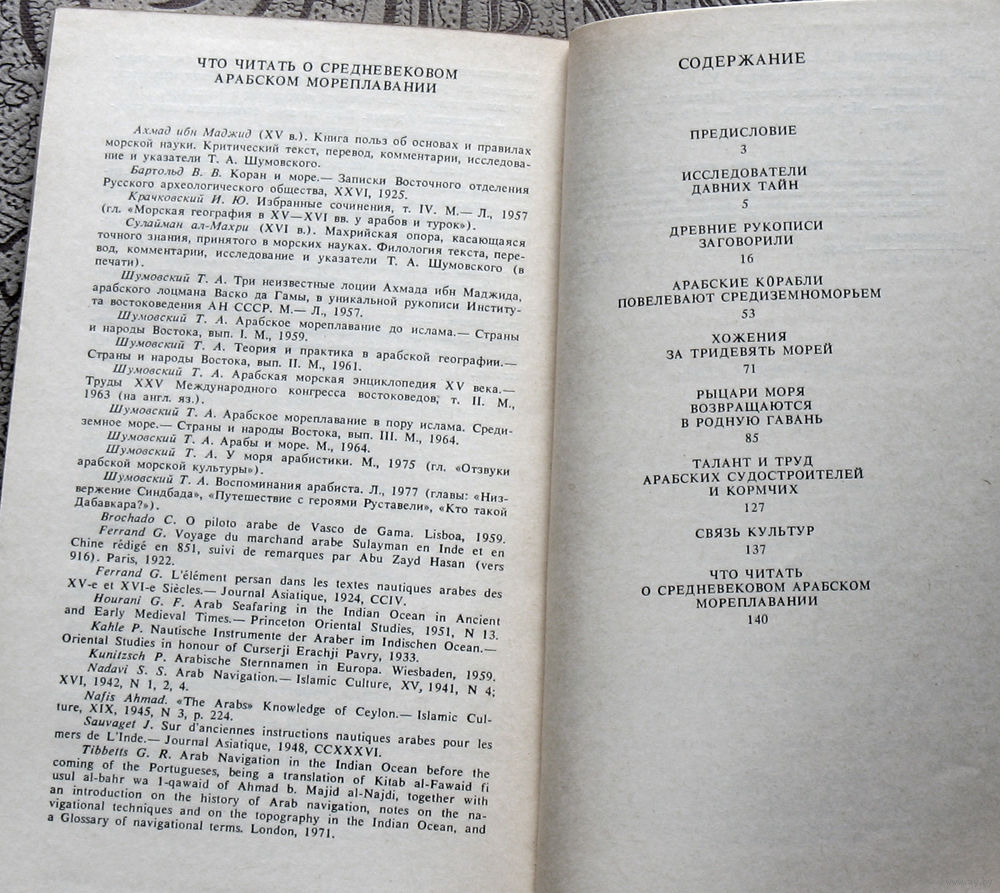 ЧТО ЧИТАТЬ О СРЕДНЕВЕКОВОМ
АРАБСКОМ МОРЕПЛАВАНИИ
Ахмад ибн Маджид (XV в.). Книга польз об основах и правилах
морской науки. Критический текст, перевод, комментарии, исследова-
ние и указатели Т. А. Шумовского.
Бартольд В. В. Коран и море.— Записки Восточного отделения
Русского археологического общества, XXVI, 1925.
Крачковский И. Ю. Избранные сочинения, т. IV. М.— Л., 1957
(гл. «Морская география в XV—XVI вв. у арабов и турок»).
Сулайман ал-Махри (XVI в.). Махрийская опора, касающаяся
точного знания, принятого в морских науках. Филология текста, пере-
вод, комментарии, исследование и указатели Т. А. Шумовского (в
печати).
Шумовский Т. А. Три неизвестные лоции Ахмада ибн Маджида,
арабского лоцмана Васко да Гамы, в уникальной рукописи Институ-
та востоковедения АН СССР. М.— Л., 1957.
Шумовский Т. А. Арабское мореплавание до ислама.— Страны
и народы Востока, вып. I. М., 1959.
Шумовский Т. А. Теория и практика в арабской географии.—
Страны и народы Востока, вып. II. М., 1961.
Шумовский Т. А. Арабская морская энциклопедия XV века.—
Труды XXV Международного конгресса востоковедов, т. II. М.,
1963 (на англ. яз.).
Шумовский Т. А. Арабское мореплавание в пору ислама. Среди-
земное море.— Страны и народы Востока, вып. III. М., 1964.
Шумовский Т. А. Арабы и море. М., 1964.
Шумовский Т. А. У моря арабистики. М., 1975 (гл. «Отзвуки
арабской морской культуры»).
Шумовский Т. А. Воспоминания арабиста. Л., 1977 (главы: «Низ-
вержение Синдбада», «Путешествие с героями Руставели», «Кто такой
Дабавкара?»).
Brochado C. O piloto arabe de Vasco de Gama. Lisboa, 1959.
Ferrand G. Voyage du marchand arabe Sulayman en Inde et en
Chine rédigé en 851, suivi de remarques par Abu Zayd Hasan (vers
916). Paris, 1922.
Ferrand G. L'élément persan dans les textes nautiques arabes des
XV-e et XVI-e Siècles.— Journal Asiatique, 1924, CCIV.
Hourani G. F. Arab Seafaring in the Indian Ocean in Ancient
and Early Medieval Times.— Princeton Oriental Studies, 1951, N 13.
Kahle P. Nautische Instrumente der Araber im Indischen Ocean.—
Oriental Studies in honour of Curserji Erachji Pavry, 1933.
Kunitzsch P. Arabische Sternnamen in Europa. Wiesbaden, 1959.
Nadavi S. S. Arab Navigation.— Islamic Culture, XV, 1941, N 4;
XVI, 1942, N 1, 2, 4.
Nafis Ahmad. «The Arabs» Knowledge of Ceylon.— Islamic Cul-
ture, XIX, 1945, N 3, p. 224.
Sauvaget J. Sur d'anciennes instructions nautiques arabes pour les
mers de L'Inde.— Journal Asiatique, 1948, CCXXXVI.
Tibbetts G. R. Arab Navigation in the Indian Ocean before the
coming of the Portugueses, being a translation of Kitab al-Fawaid fi
usul al-bahr wa 1-qawaid of Ahmad b. Majid al-Najdi, together with
an introduction on the history of Arab navigation, notes on the na-
vigational techniques and on the topography in the Indian Ocean, and
a Glossary of navigational terms. London, 1971.
СОДЕРЖАНИЕ
ПРЕДИСЛОВИЕ
3
ИССЛЕДОВАТЕЛИ
ДАВНИХ ТАЙН
5
ДРЕВНИЕ РУКОПИСИ
ЗАГОВОРИЛИ
16
АРАБСКИЕ КОРАБЛИ
ПОВЕЛЕВАЮТ СРЕДИЗЕМНОМОРЬЕМ
53
ХОЖЕНИЯ
ЗА ТРИДЕВЯТЬ МОРЕЙ
71
РЫЦАРИ МОРЯ
ВОЗВРАЩАЮТСЯ
В РОДНУЮ ГАВАНЬ
85
ТАЛАНТ И ТРУД
АРАБСКИХ СУДОСТРОИТЕЛЕЙ
И КОРМЧИХ
127
СВЯЗЬ КУЛЬТУР
137
ЧТО ЧИТАТЬ
О СРЕДНЕВЕКОВОМ АРАБСКОМ
МОРЕПЛАВАНИИ
140